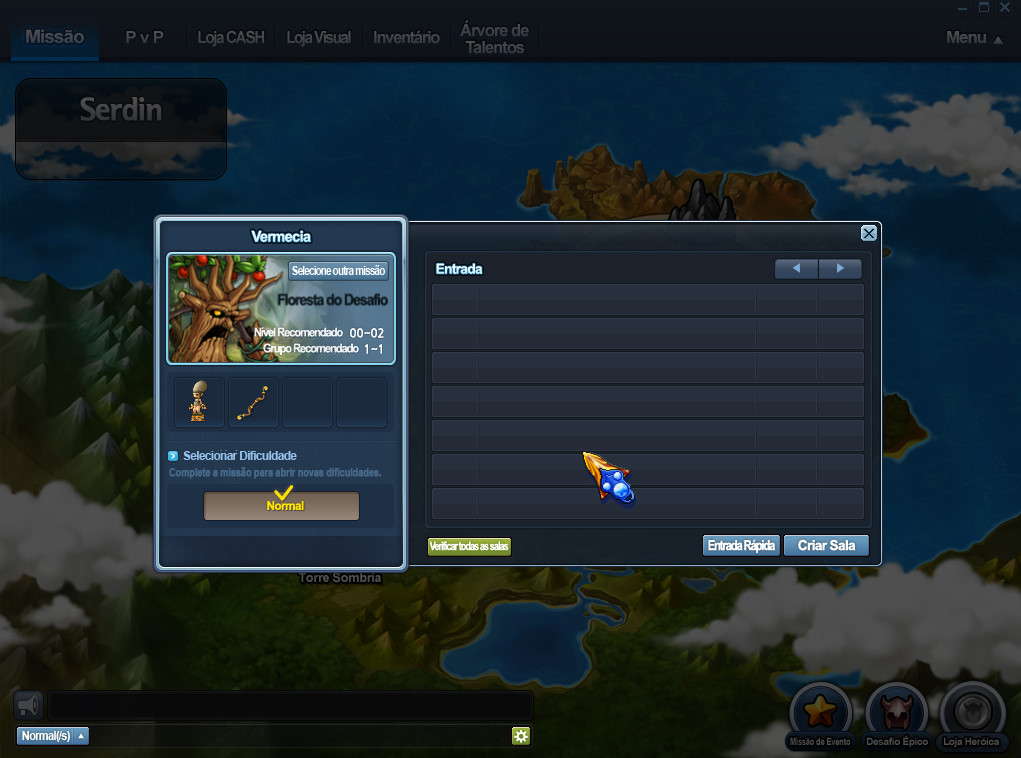 Missão
P v P
Loja CASH
Loja Visual
Inventário
Árvore de
Talentos
Menu
Serdin
Vermecia
Selecione outra missão
Floresta do Desafio
Nível Recomendado 00~02
Grupo Recomendado 1~1
Selecionar Dificuldade
Complete a missão para abrir novas dificuldades.
Normal
Entrada
Verificar todas as salas
Entrada Rápida
Criar Sala
Torre Sombria
Normal(/s)
Missão de Evento
Desafio Épico
Loja Heróica